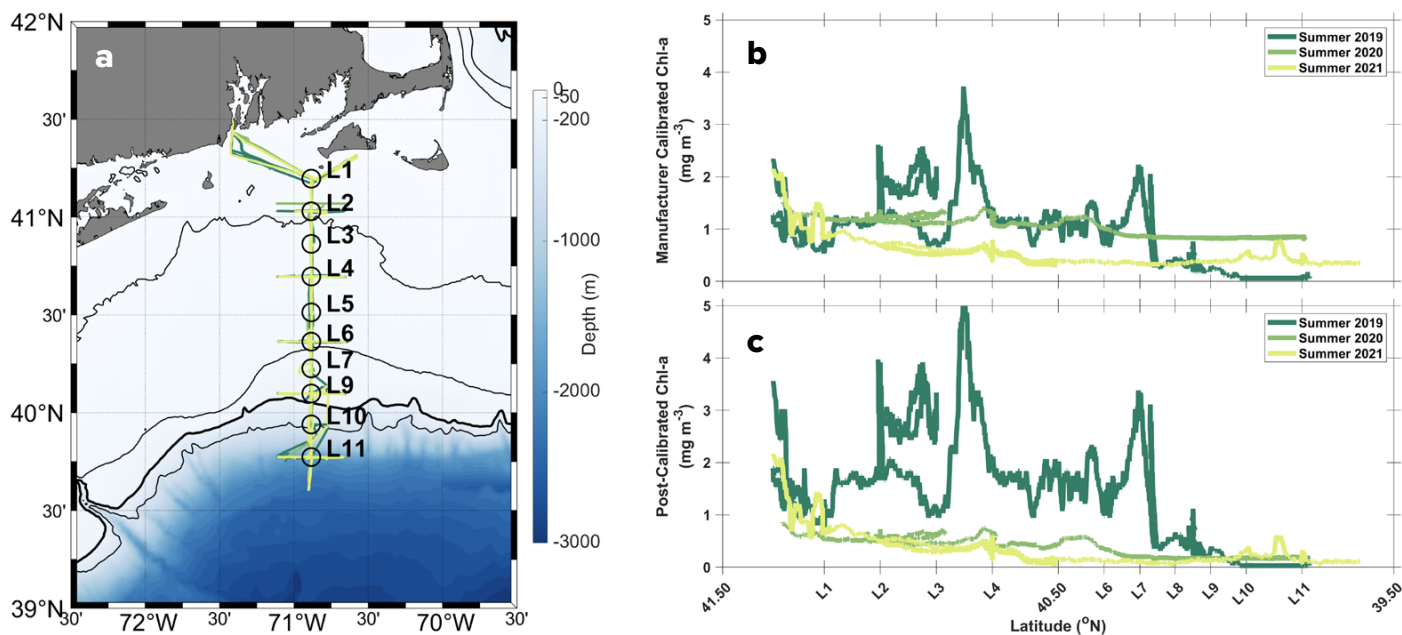 a
42°N
30'
41°N
30'
40°N
30'
39°N
30'
72°W
30'
71°W
30'
70°W
30'
L1
L2
L3
L4
L5
L6
L7
L9
L10
L11
0
-50
-200
-1000
-2000
-3000
Depth (m)
b
Manufacturer Calibrated Chl-a
(mg m-3)
5
4
3
2
1
0
Summer 2019
Summer 2020
Summer 2021
c
Post-Calibrated Chl-a
(mg m-3)
5
4
3
2
1
0
Summer 2019
Summer 2020
Summer 2021
41.50
L1
L2
L3
L4
40.50
L6
L7
L8
L9
L10
L11
39.50
Latitude (oN)